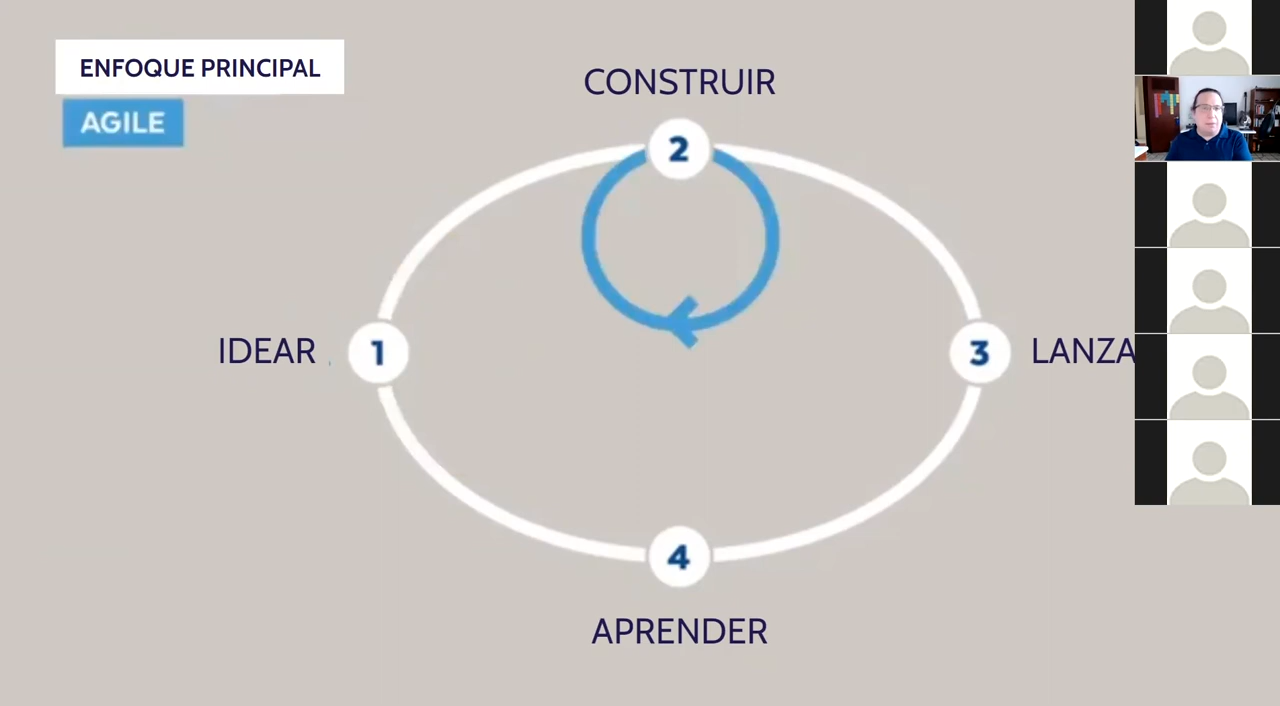 ENFOQUE PRINCIPAL
AGILE
CONSTRUIR
2
IDEAR
1
3
LANZA
4
APRENDER